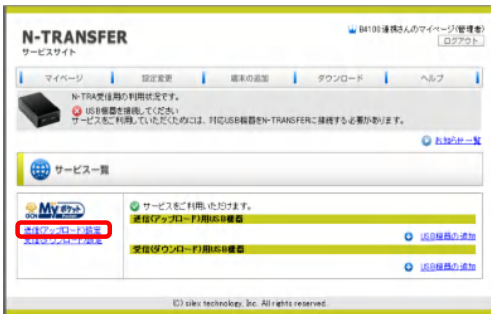 B4100連携さんのマイページ(管理者)
N-TRANSFER
サービスサイト
ログアウト
マイページ
設定変更
端末の追加
ダウンロード
ヘルプ
N-TRA受信用の利用状況です。
USB機器を接続してください
サービスをご利用していただくためには、対応USB機器をN-TRANSFERに接続する必要があります。
お知らせ一覧
サービス一覧
Myポケット
サービスをご利用いただけます。
送信(アップロード)用USB機器
送信(アップロード)設定
USB機器の追加
受信(ダウンロード)設定
受信(ダウンロード)用USB機器
USB機器の追加
(C) silex technology, Inc. All rights reserved.